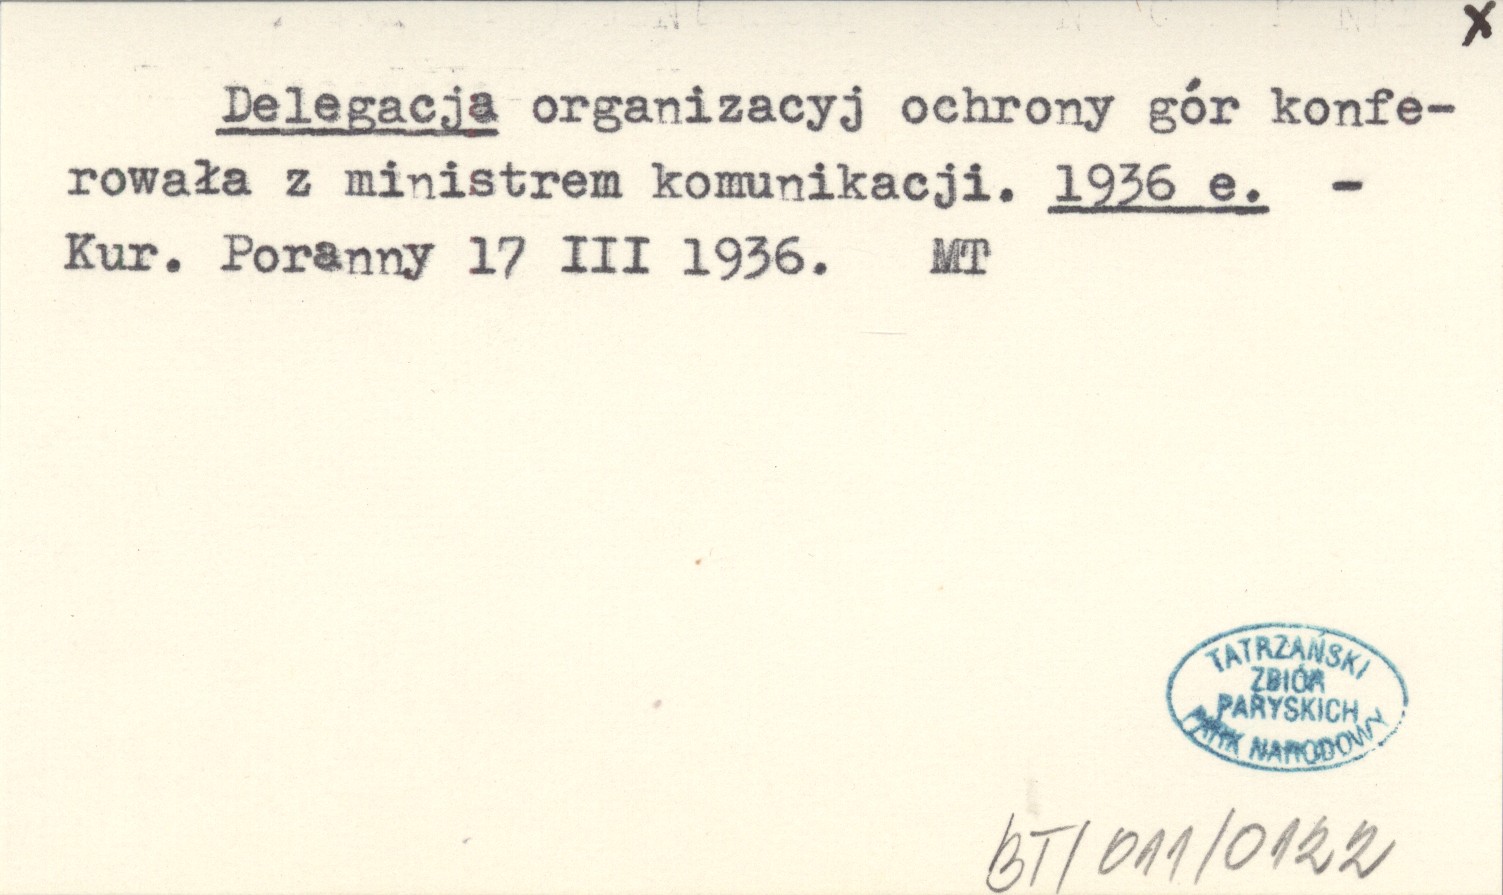 x
Delegacja organizacyj ochrony gór konfe-
rowała z ministrem komunikacji. 1936 e. -
Kur. Poranny 17 III 1936. MT
TATRZAŃSKI
ZBIÓR
PARYSKICH
PARK NARODOWY
BT/011/0122